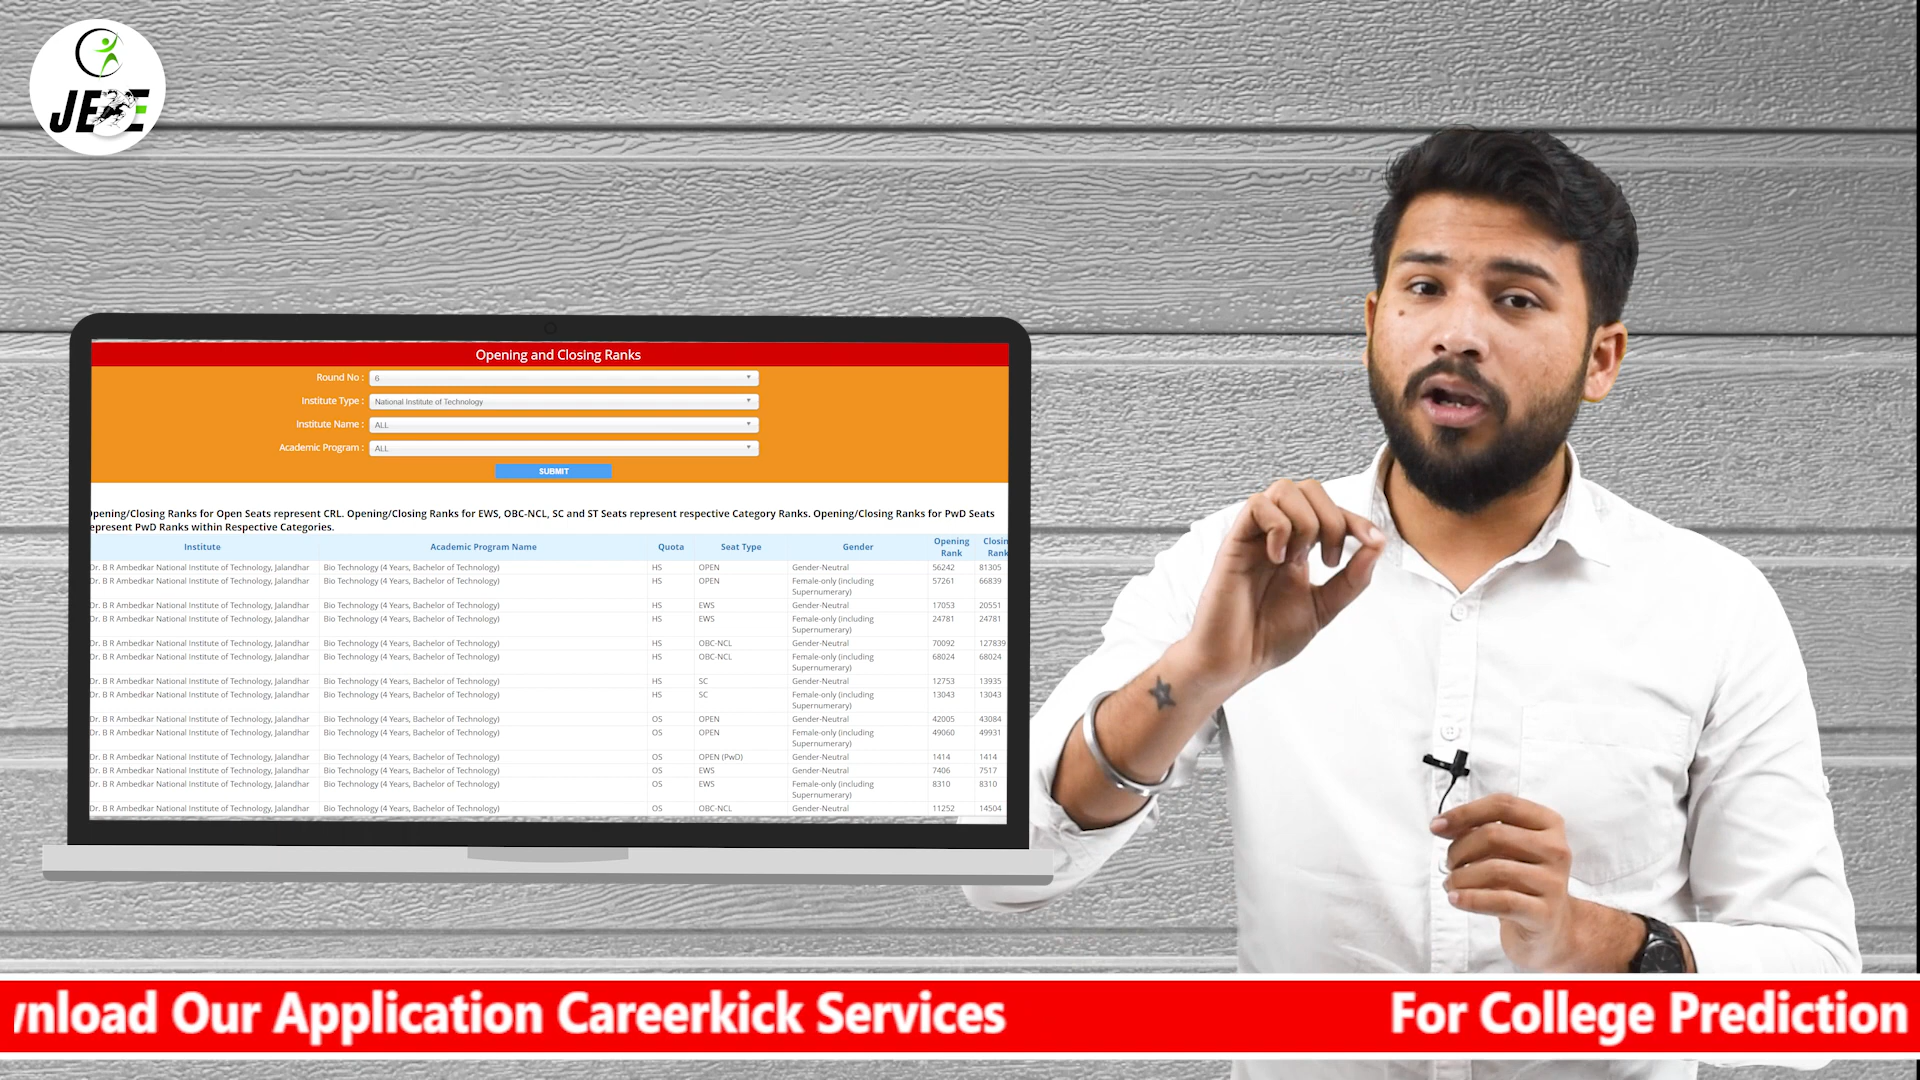 JEE
Opening and Closing Ranks
Round No : 6
Institute Type : National Institute of Technology
Institute Name : ALL
Academic Program : ALL
SUBMIT
pening/Closing Ranks for Open Seats represent CRL. Opening/Closing Ranks for EWS, OBC-NCL, SC and ST Seats represent respective Category Ranks. Opening/Closing Ranks for PwD Seats
epresent PwD Ranks within Respective Categories.
Institute Academic Program Name Quota Seat Type Gender Opening Rank Closin Rank
Dr. B R Ambedkar National Institute of Technology, Jalandhar Bio Technology (4 Years, Bachelor of Technology) HS OPEN Gender-Neutral 56242 81305
Dr. B R Ambedkar National Institute of Technology, Jalandhar Bio Technology (4 Years, Bachelor of Technology) HS OPEN Female-only (including Supernumerary) 57261 66839
Dr. B R Ambedkar National Institute of Technology, Jalandhar Bio Technology (4 Years, Bachelor of Technology) HS EWS Gender-Neutral 17053 20551
Dr. B R Ambedkar National Institute of Technology, Jalandhar Bio Technology (4 Years, Bachelor of Technology) HS EWS Female-only (including Supernumerary) 24781 24781
Dr. B R Ambedkar National Institute of Technology, Jalandhar Bio Technology (4 Years, Bachelor of Technology) HS OBC-NCL Gender-Neutral 70092 127839
Dr. B R Ambedkar National Institute of Technology, Jalandhar Bio Technology (4 Years, Bachelor of Technology) HS OBC-NCL Female-only (including Supernumerary) 68024 68024
Dr. B R Ambedkar National Institute of Technology, Jalandhar Bio Technology (4 Years, Bachelor of Technology) HS SC Gender-Neutral 12753 13935
Dr. B R Ambedkar National Institute of Technology, Jalandhar Bio Technology (4 Years, Bachelor of Technology) HS SC Female-only (including Supernumerary) 13043 13043
Dr. B R Ambedkar National Institute of Technology, Jalandhar Bio Technology (4 Years, Bachelor of Technology) OS OPEN Gender-Neutral 42005 43084
Dr. B R Ambedkar National Institute of Technology, Jalandhar Bio Technology (4 Years, Bachelor of Technology) OS OPEN Female-only (including Supernumerary) 49060 49931
Dr. B R Ambedkar National Institute of Technology, Jalandhar Bio Technology (4 Years, Bachelor of Technology) OS OPEN (PwD) Gender-Neutral 1414 1414
Dr. B R Ambedkar National Institute of Technology, Jalandhar Bio Technology (4 Years, Bachelor of Technology) OS EWS Gender-Neutral 7406 7517
Dr. B R Ambedkar National Institute of Technology, Jalandhar Bio Technology (4 Years, Bachelor of Technology) OS EWS Female-only (including Supernumerary) 8310 8310
Dr. B R Ambedkar National Institute of Technology, Jalandhar Bio Technology (4 Years, Bachelor of Technology) OS OBC-NCL Gender-Neutral 11252 14504
wnload Our Application Careerkick Services For College Prediction